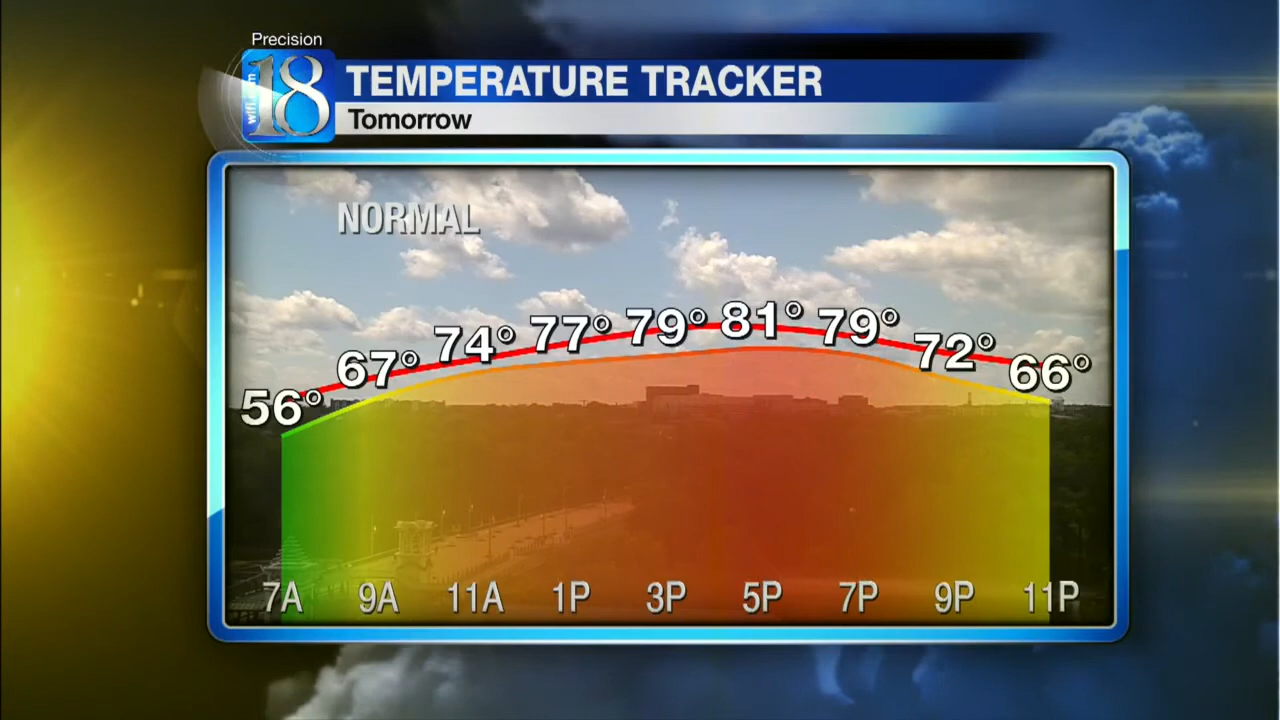 Precision
wlfi.com
18
TEMPERATURE TRACKER
Tomorrow
NORMAL
56° 67° 74° 77° 79° 81° 79° 72° 66°
7A 9A 11A 1P 3P 5P 7P 9P 11P